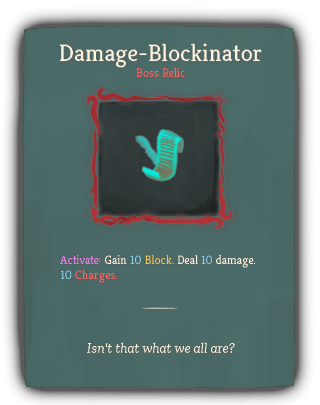 Damage-Blockinator
Boss Relic
Activate: Gain 10 Block. Deal 10 damage.
10 Charges.
Isn't that what we all are?